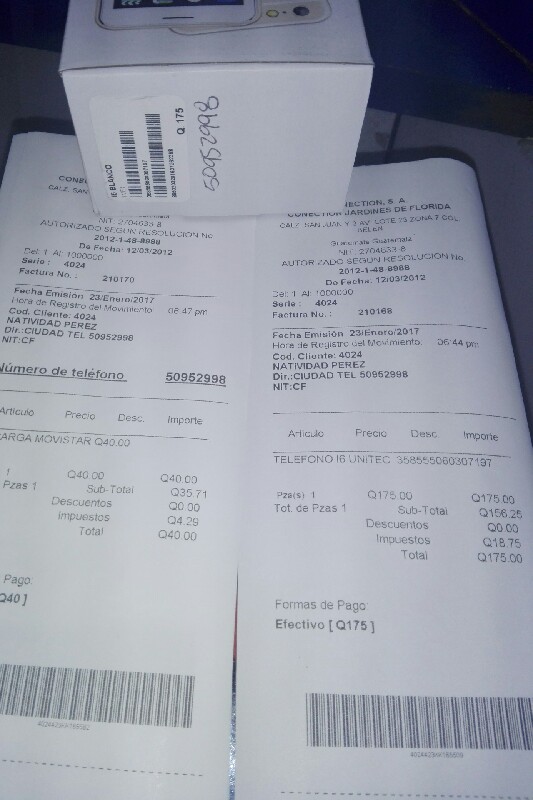 I6 BLANCO
Q 175
50952998
CALZ. SAN
NIT: 2704633-8
AUTORIZADO SEGUN RESOLUCION No.
2012-1-48-8988
De Fecha: 12/03/2012
Del: 1 Al: 1000000
Serie : 4024
Factura No. : 210170
Fecha Emisión 23/Enero/2017
Hora de Registro del Movimiento 06:47 pm
Cod. Cliente: 4024
NATIVIDAD PEREZ
Dir.:CIUDAD TEL 50952998
NIT:CF
Número de teléfono 50952998
Articulo Precio Desc. Importe
CARGA MOVISTAR Q40.00
1 Q40.00 Q40.00
Pzas 1 Sub-Total Q35.71
Descuentos Q0.00
Impuestos Q4.29
Total Q40.00
Pago:
Q40 ]
NECTION, S. A.
CONECTION JARDINES DE FLORIDA
CALZ. SAN JUAN Y 3 AV. LOTE 13 ZONA 7 COL.
BELEN
Guatemala Guatemala
NIT: 2704633-8
AUTORIZADO SEGUN RESOLUCION No.
2012-1-48-8988
De Fecha: 12/03/2012
Del: 1 Al: 1000000
Serie : 4024
Factura No. : 210168
Fecha Emisión 23/Enero/2017
Hora de Registro del Movimiento. 06:44 pm
Cod. Cliente: 4024
NATIVIDAD PEREZ
Dir.:CIUDAD TEL 50952998
NIT:CF
Articulo Precio Desc. Importe
TELEFONO I6 UNITEC 358555060307197
Pza(s) 1 Q175.00 Q175.00
Tot. de Pzas 1 Sub-Total Q156.25
Descuentos Q0.00
Impuestos Q18.75
Total Q175.00
Formas de Pago:
Efectivo [ Q175 ]